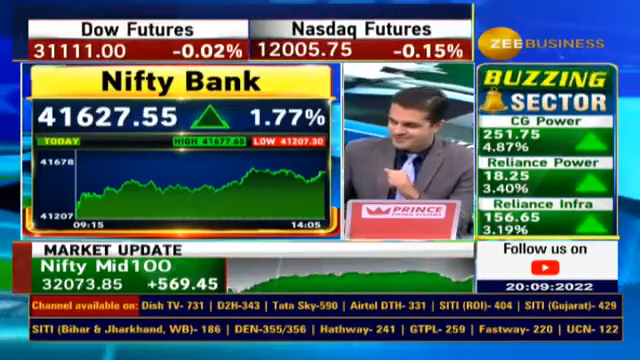 Dow Futures
31111.00 -0.02%
Nasdaq Futures
12005.75 -0.15%
ZEE BUSINESS
Nifty Bank
41627.55 1.77%
TODAY HIGH 41677.65 LOW 41207.30
41678
41207
09:15 14:05
PRINCE
BUZZING
SECTOR
CG Power
251.75
4.87%
Reliance Power
18.25
3.40%
Reliance Infra
156.65
3.19%
MARKET UPDATE
Nifty Mid100
32073.85 +569.45
Follow us on
20:09:2022
Channel available on: Dish TV- 731 | D2H-343 | Tata Sky-590 | Airtel DTH- 331 | SITI (ROI)- 404 | SITI (Gujarat)- 429
SITI (Bihar & Jharkhand, WB)- 186 | DEN-355/356 | Hathway- 241 | GTPL- 259 | Fastway- 220 | UCN- 122